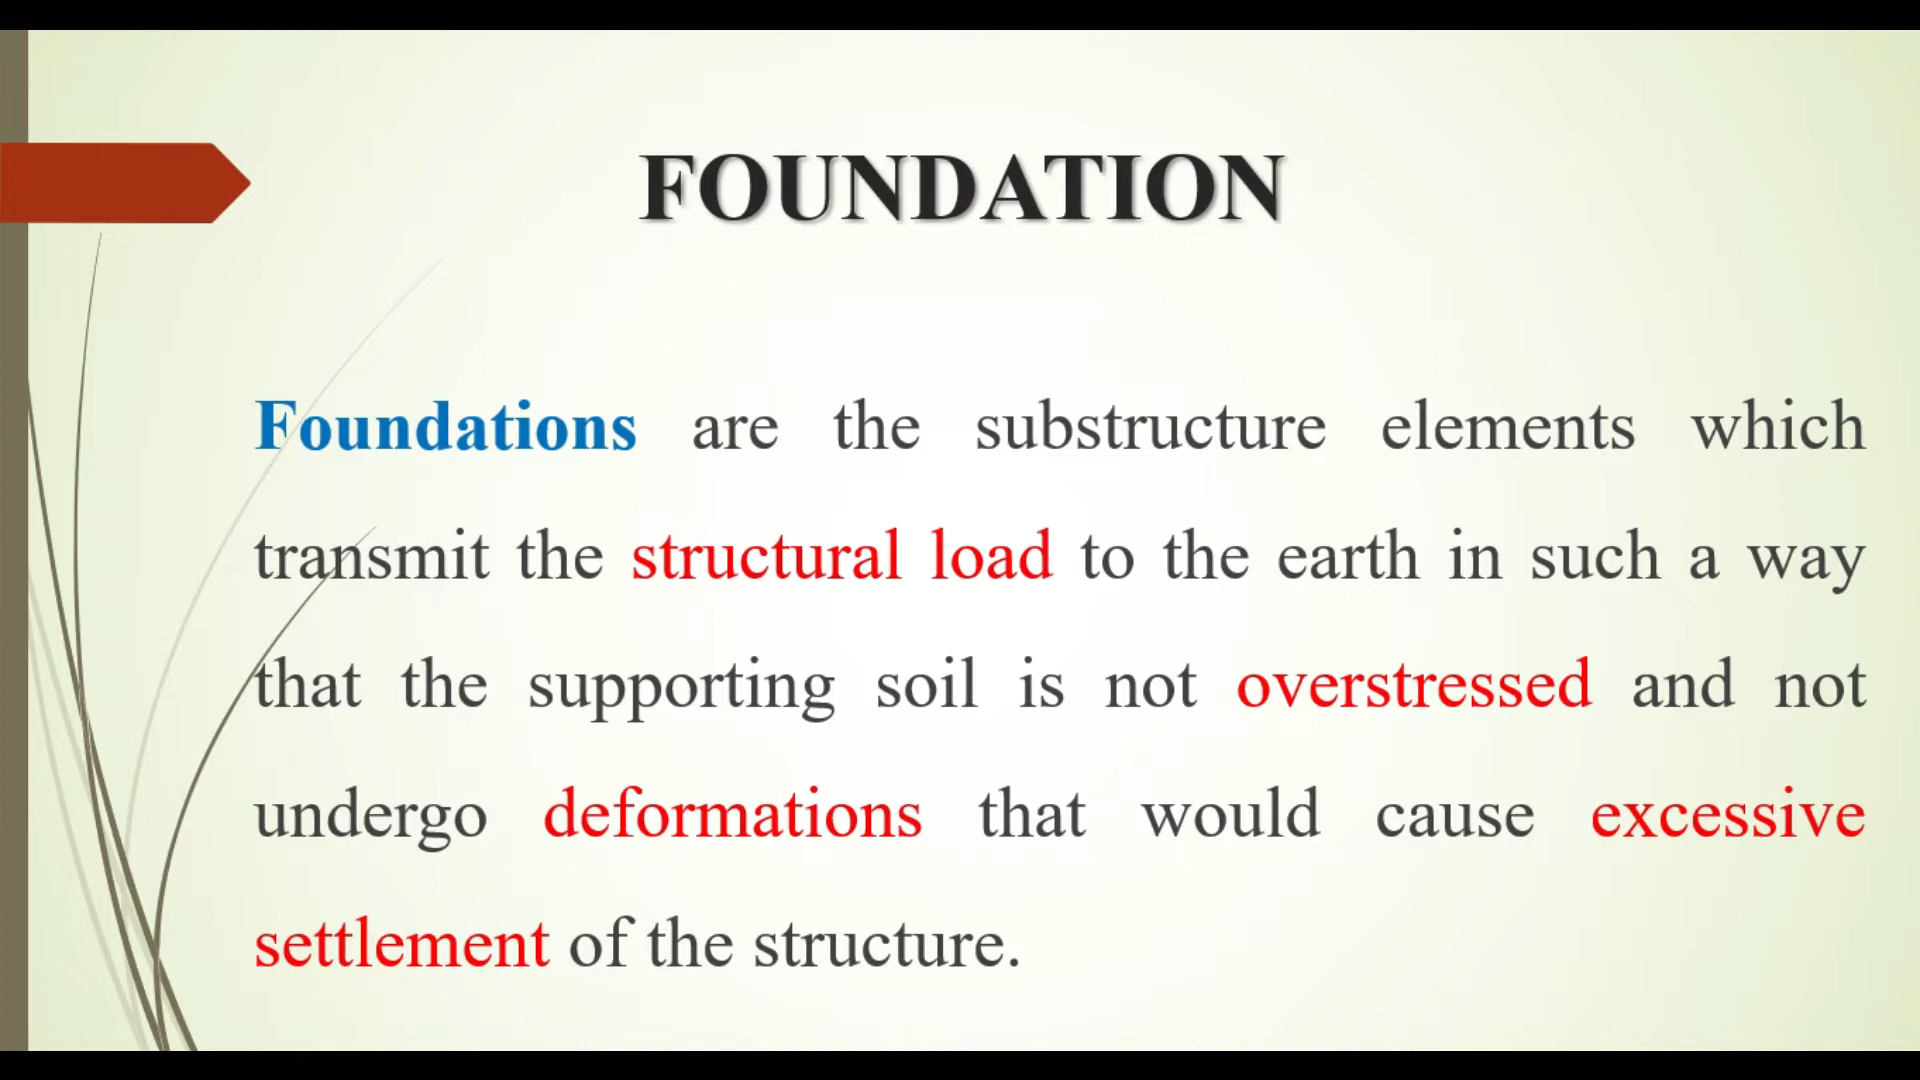 FOUNDATION
Foundations are the substructure elements which
transmit the structural load to the earth in such a way
that the supporting soil is not overstressed and not
undergo deformations that would cause excessive
settlement of the structure.